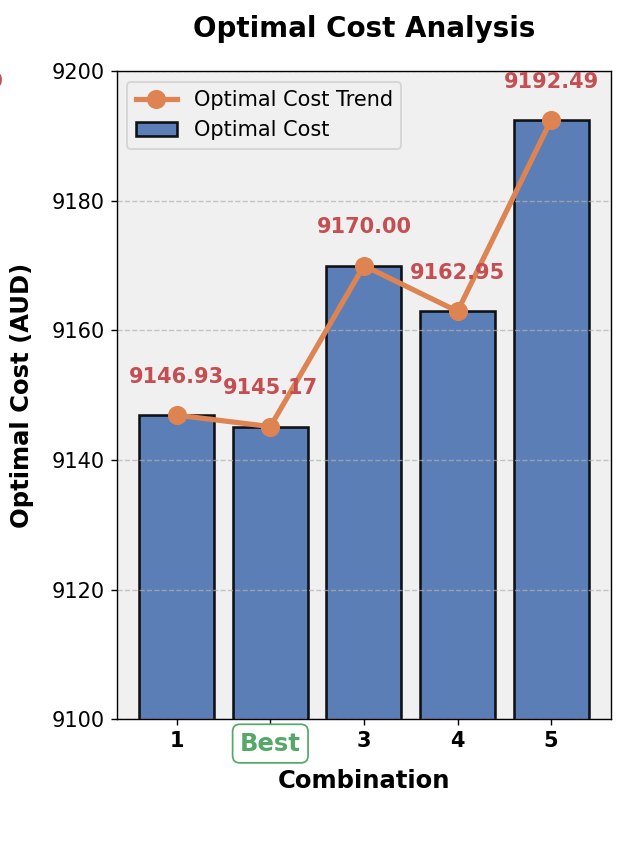 Optimal Cost Analysis
Optimal Cost (AUD)
9200
9180
9160
9140
9120
9100
Optimal Cost Trend
Optimal Cost
9146.93
9145.17
9170.00
9162.95
9192.49
1
Best
3
4
5
Combination